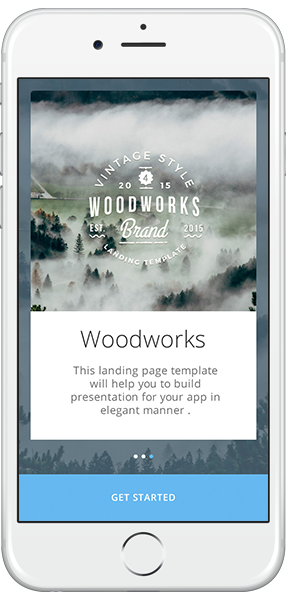 VINTAGE STYLE
20 15
WOODWORKS
EST. Brand 2015
LANDING TEMPLATE
Woodworks
This landing page template
will help you to build
presentation for your app in
elegant manner .
GET STARTED